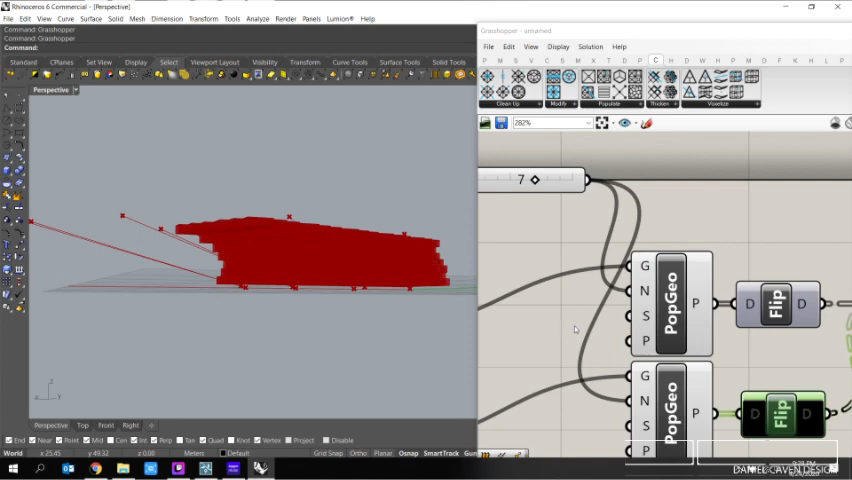 Rhinoceros 6 Commercial - [Perspective]
File Edit View Curve Surface Solid Mesh Dimension Transform Tools Analyze Render Panels Lumion® Help
Command: Grasshopper
Command: Grasshopper
Command:
Standard CPlanes Set View Display Select Viewport Layout Visibility Transform Curve Tools Surface Tools Solid Tools
Perspective
z
x y
Perspective Top Front Right
End Near Point Mid Cen Int Perp Tan Quad Knot Vertex Project Disable
World x 25.45 y 49.32 z 0.00 Meters Default Grid Snap Ortho Planar Osnap SmartTrack Gum
Grasshopper - unnamed
File Edit View Display Solution Help
Clean Up Modify Populate Thicken Voxelize
282%
7
G
N
S
P
PopGeo
P
D
Flip
D
G
N
S
PopGeo
P
D
Flip
D
DANIEL CAVEN DESIGN